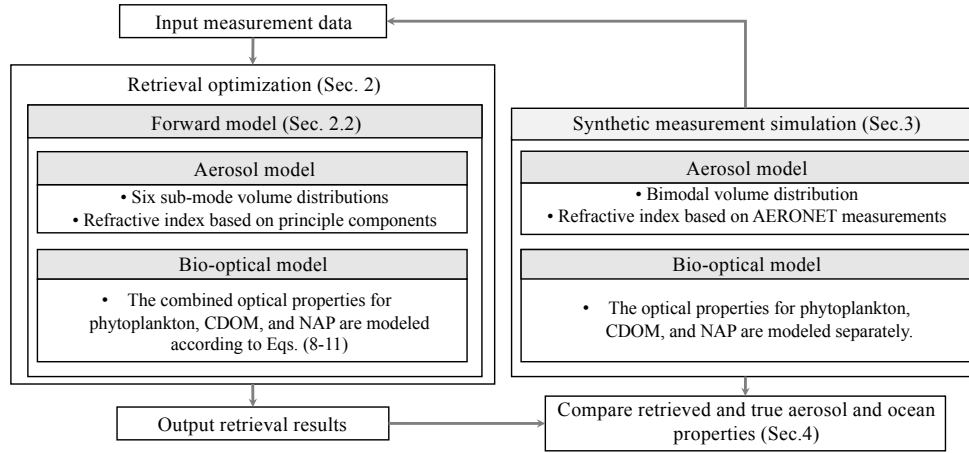 Input measurement data
Retrieval optimization (Sec. 2)
Forward model (Sec. 2.2)
Aerosol model
• Six sub-mode volume distributions
• Refractive index based on principle components
Bio-optical model
• The combined optical properties for
phytoplankton, CDOM, and NAP are modeled
according to Eqs. (8-11)
Output retrieval results
Synthetic measurement simulation (Sec.3)
Aerosol model
• Bimodal volume distribution
• Refractive index based on AERONET measurements
Bio-optical model
• The optical properties for phytoplankton,
CDOM, and NAP are modeled separately.
Compare retrieved and true aerosol and ocean
properties (Sec.4)